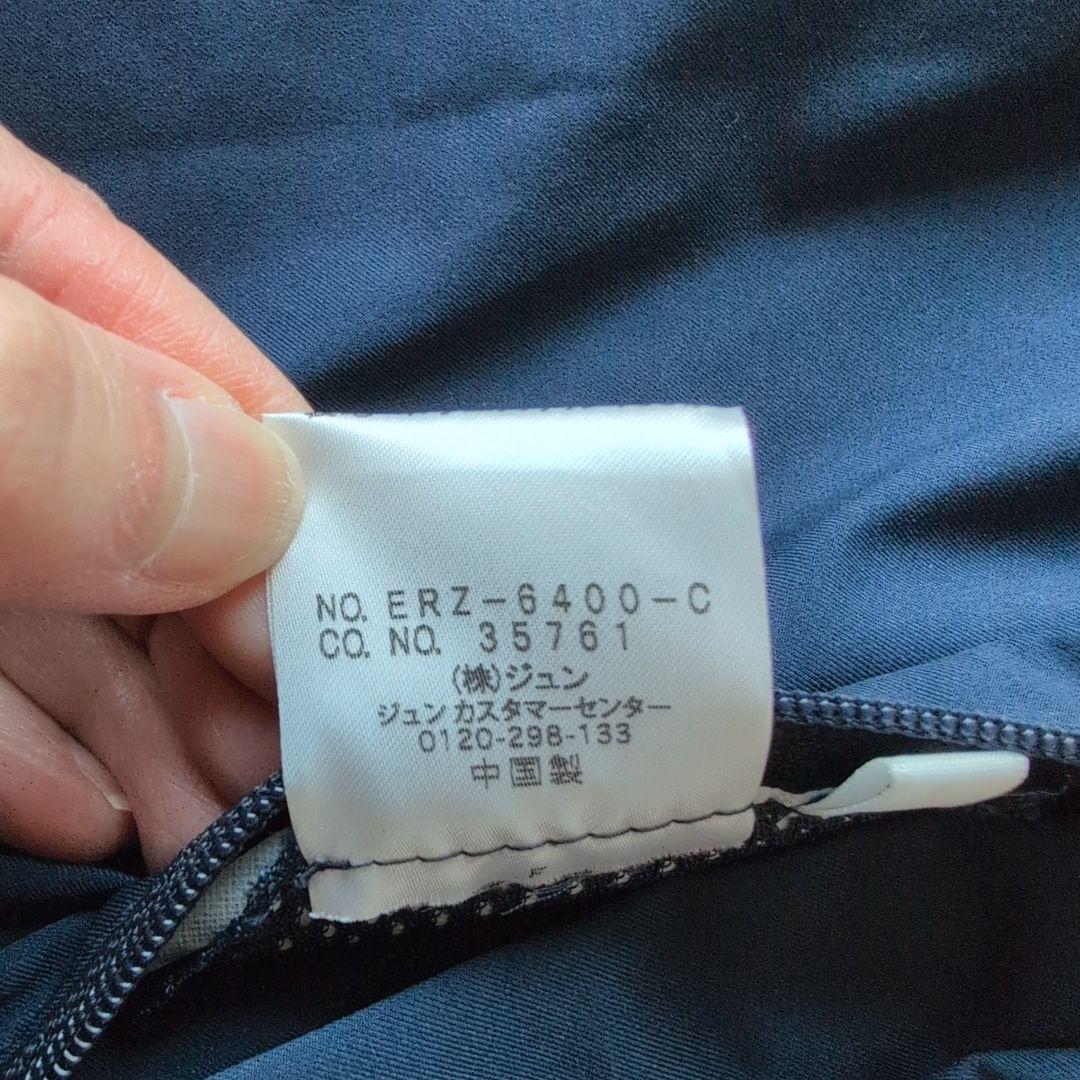 NO. ERZ-6400-C
CO. NO. 35761
(株)ジュン
ジュンカスタマーセンター
0120-298-133
中国製